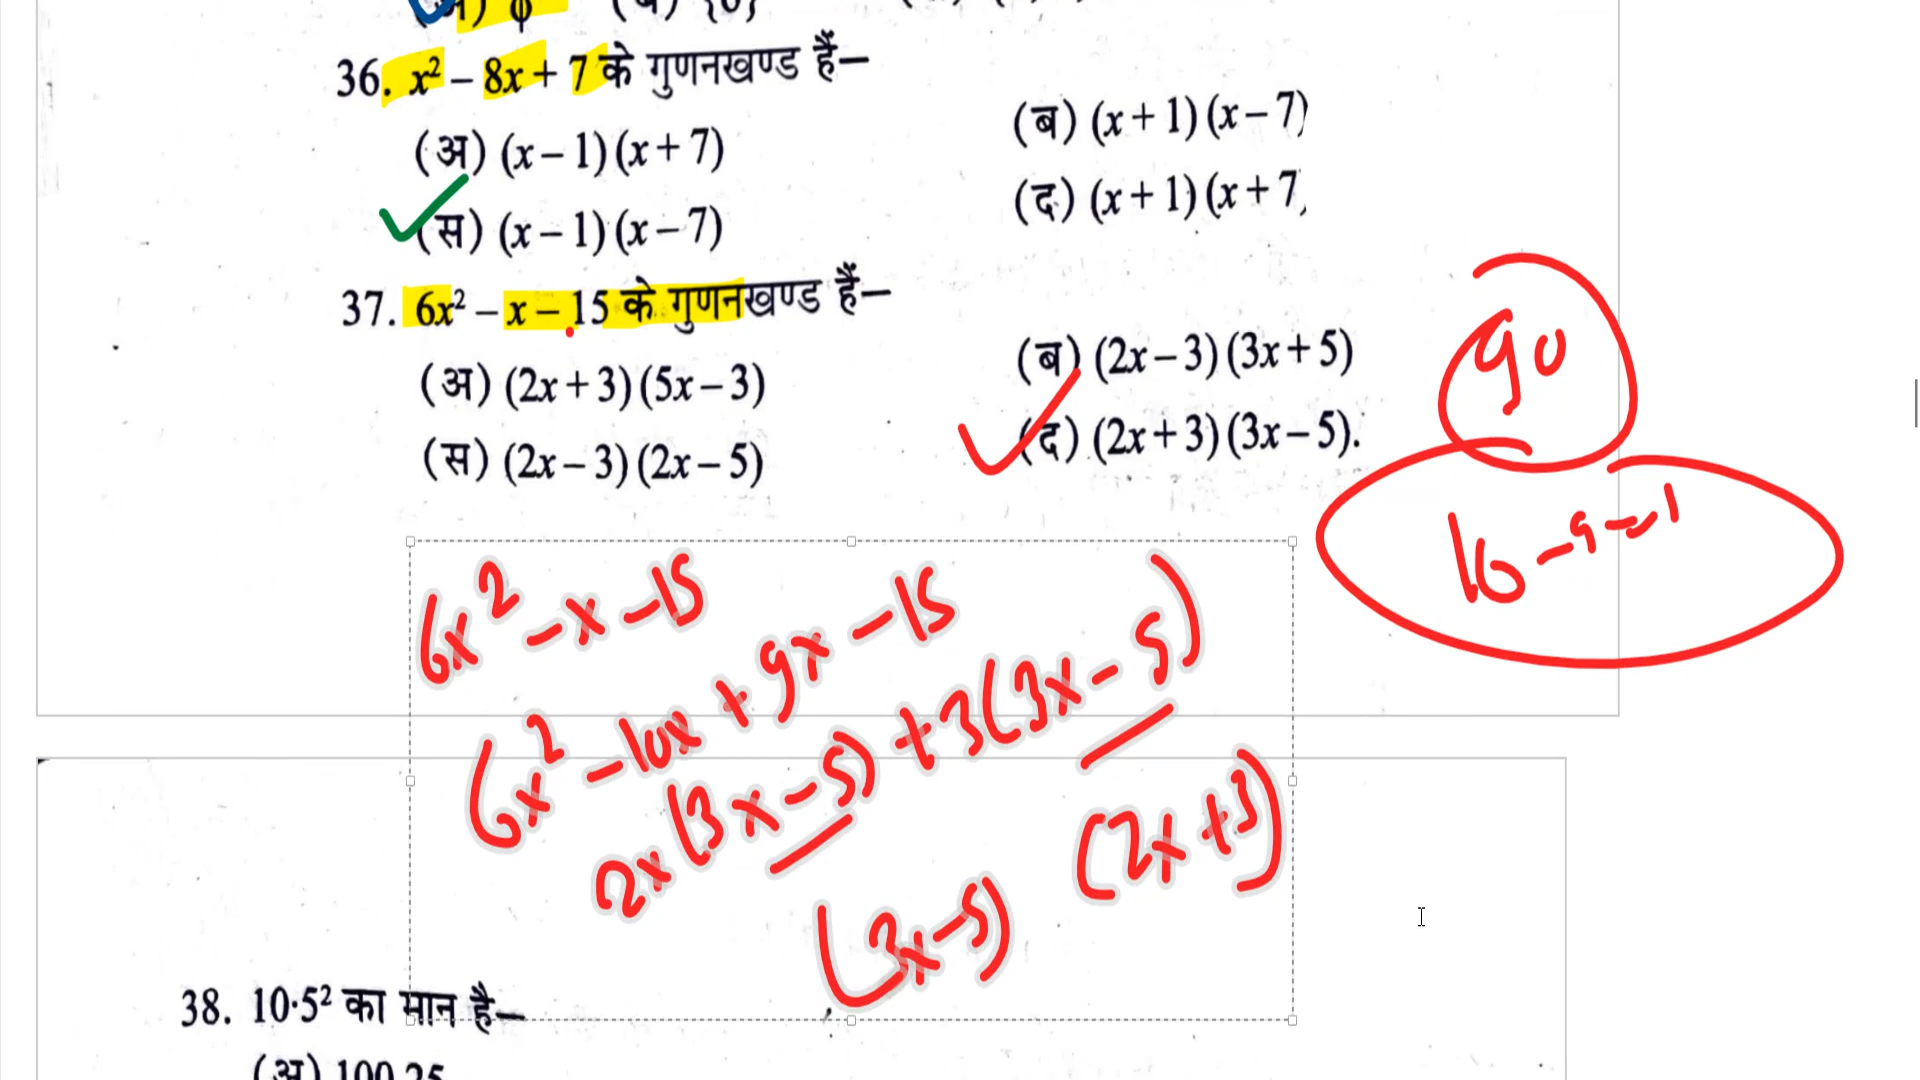 (अ) ϕ (ब) {0}
36. x² – 8x + 7 के गुणनखण्ड हैं–
(अ) (x – 1) (x + 7)
(ब) (x + 1) (x – 7)
(स) (x – 1) (x – 7)
(द) (x + 1) (x + 7)
37. 6x² – x – 15 के गुणनखण्ड हैं–
(अ) (2x + 3) (5x – 3)
(ब) (2x – 3) (3x + 5)
(स) (2x – 3) (2x – 5)
(द) (2x + 3) (3x – 5).
90
10 – 9 = 1
6x² – x – 15
6x² – 10x + 9x – 15
2x (3x – 5) + 3 (3x – 5)
(3x – 5) (2x + 3)
38. 10·5² का मान है–
(अ) 100.25